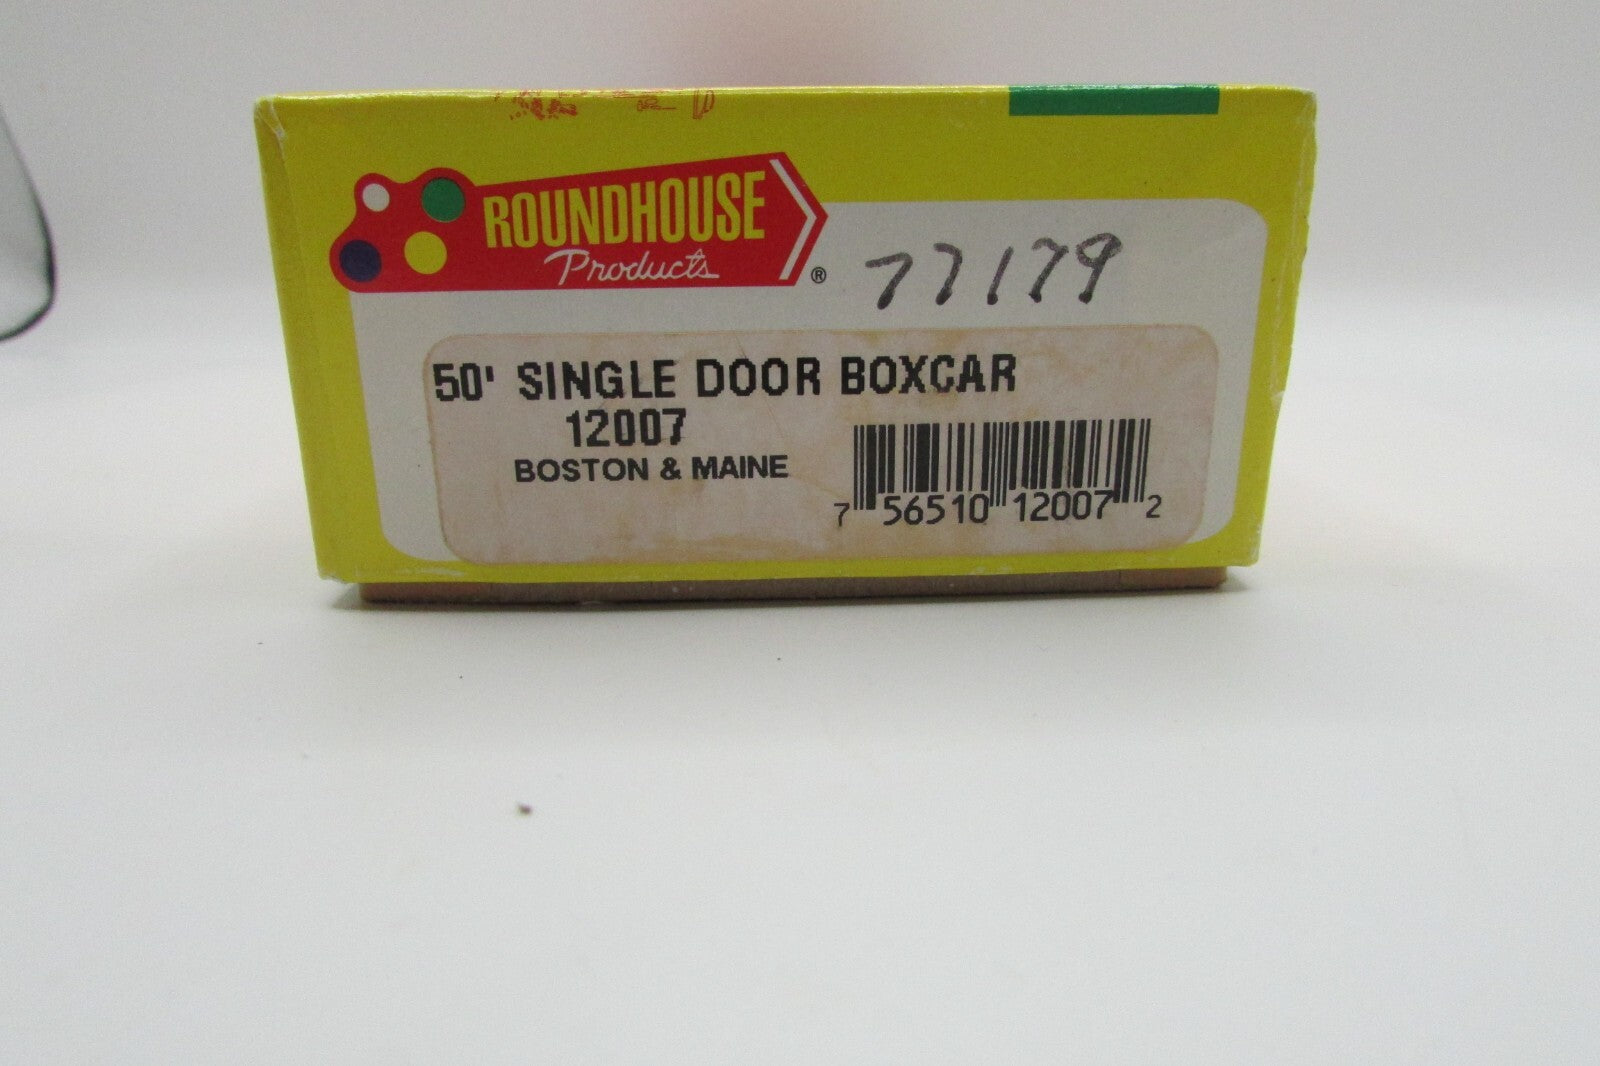 ROUNDHOUSE
Products ®
77179
50' SINGLE DOOR BOXCAR
12007
BOSTON & MAINE
7 56510 12007 2